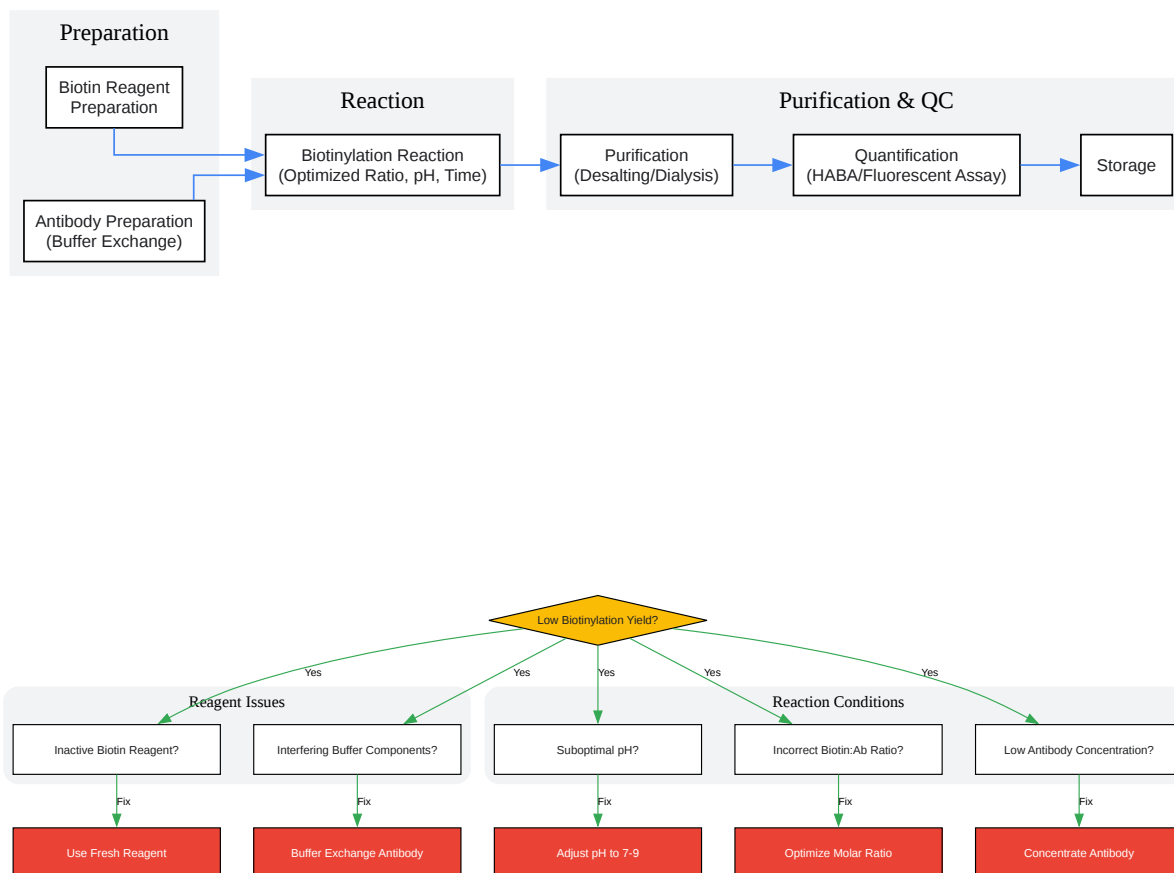 Preparation
Biotin Reagent
Preparation
Antibody Preparation
(Buffer Exchange)
Reaction
Biotinylation Reaction
(Optimized Ratio, pH, Time)
Purification & QC
Purification
(Desalting/Dialysis)
Quantification
(HABA/Fluorescent Assay)
Storage
Low Biotinylation Yield?
Yes
Yes
Yes
Yes
Yes
Reagent Issues
Reaction Conditions
Inactive Biotin Reagent?
Interfering Buffer Components?
Suboptimal pH?
Incorrect Biotin:Ab Ratio?
Low Antibody Concentration?
Fix
Fix
Fix
Fix
Fix
Use Fresh Reagent
Buffer Exchange Antibody
Adjust pH to 7-9
Optimize Molar Ratio
Concentrate Antibody